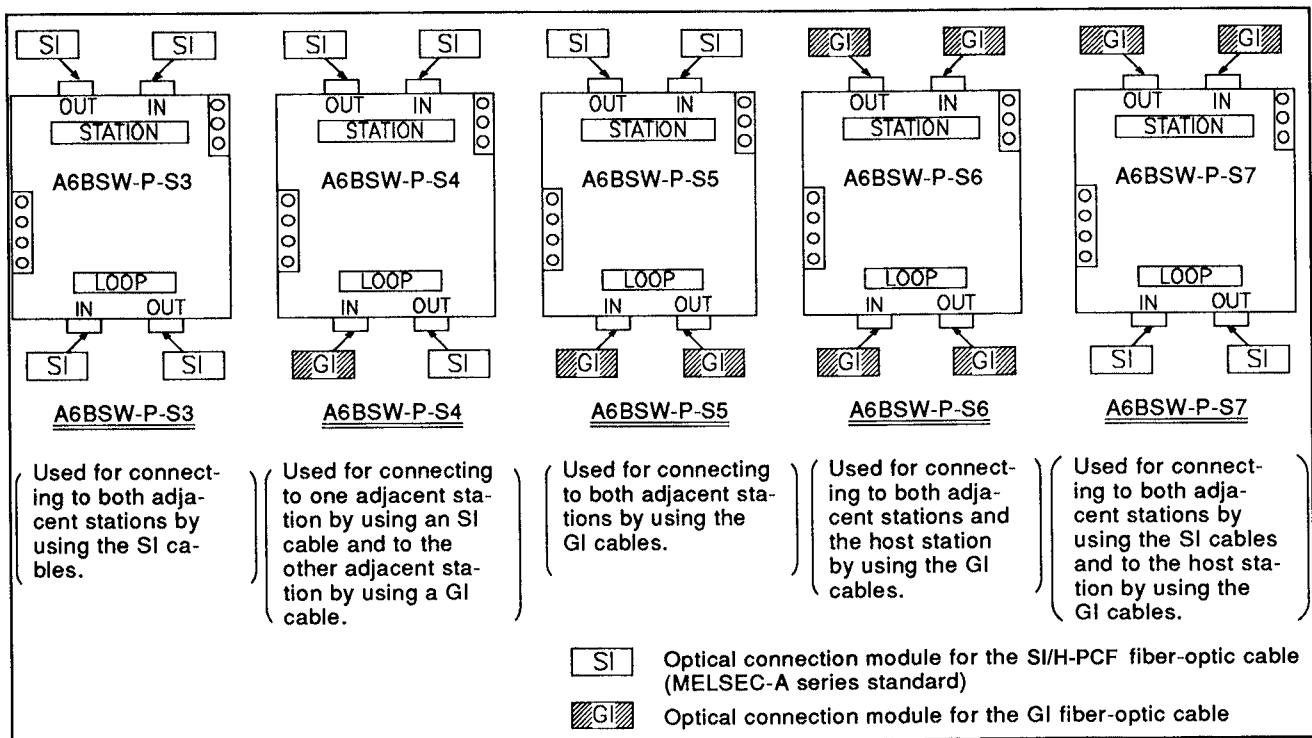 SI SI
OUT IN
STATION
A6BSW-P-S3
LOOP
IN OUT
SI SI
A6BSW-P-S3
Used for connect-
ing to both adja-
cent stations by
using the SI ca-
bles.
SI SI
OUT IN
STATION
A6BSW-P-S4
LOOP
IN OUT
GI SI
A6BSW-P-S4
Used for connecting
to one adjacent sta-
tion by using an SI
cable and to the
other adjacent sta-
tion by using a GI
cable.
SI SI
OUT IN
STATION
A6BSW-P-S5
LOOP
IN OUT
GI GI
A6BSW-P-S5
Used for connecting
to both adjacent sta-
tions by using the
GI cables.
GI GI
OUT IN
STATION
A6BSW-P-S6
LOOP
IN OUT
GI GI
A6BSW-P-S6
Used for connect-
ing to both adja-
cent stations and
the host station
by using the GI
cables.
GI GI
OUT IN
STATION
A6BSW-P-S7
LOOP
IN OUT
SI SI
A6BSW-P-S7
Used for connect-
ing to both adja-
cent stations by
using the SI cables
and to the host sta-
tion by using the
GI cables.
SI Optical connection module for the SI/H-PCF fiber-optic cable
(MELSEC-A series standard)
GI Optical connection module for the GI fiber-optic cable